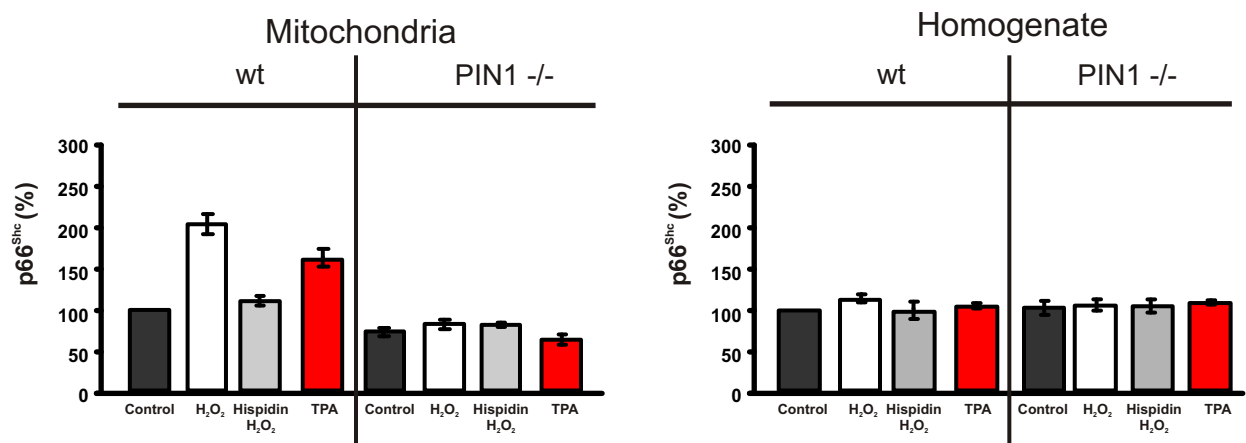 Mitochondria
wt PIN1 -/-
p66Shc (%)
300
250
200
150
100
50
0
Control H2O2 Hispidin TPA Control H2O2 Hispidin TPA
H2O2 H2O2
Homogenate
wt PIN1 -/-
p66Shc (%)
300
250
200
150
100
50
0
Control H2O2 Hispidin TPA Control H2O2 Hispidin TPA
H2O2 H2O2